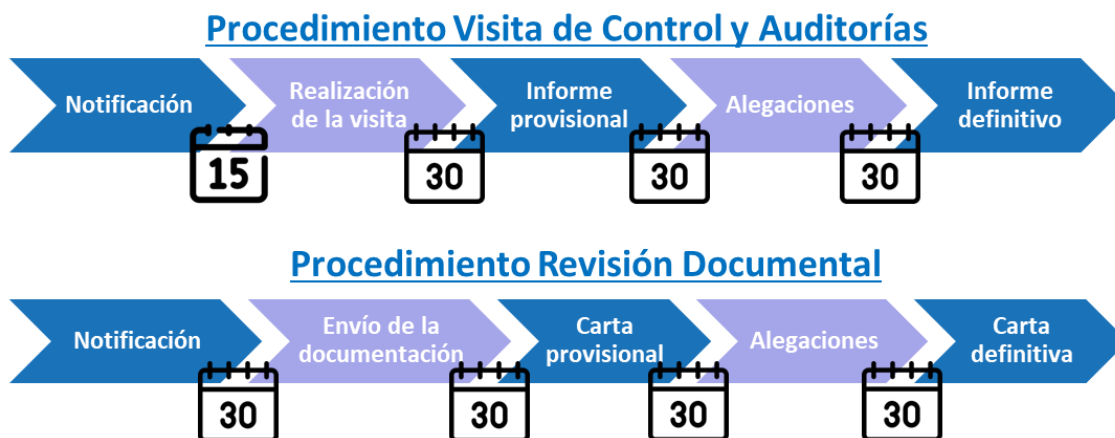 Procedimiento Visita de Control y Auditorías
Notificación
Realización
de la visita
Informe
provisional
Alegaciones
Informe
definitivo
15
30
30
30
Procedimiento Revisión Documental
Notificación
Envío de la
documentación
Carta
provisional
Alegaciones
Carta
definitiva
30
30
30
30